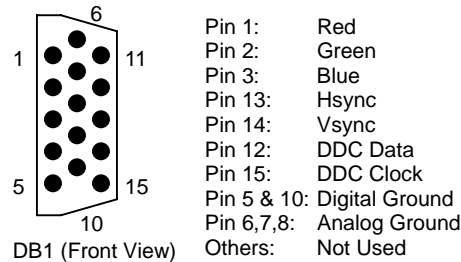 6
1
11
5
15
10
DB1 (Front View)
Pin 1: Red
Pin 2: Green
Pin 3: Blue
Pin 13: Hsync
Pin 14: Vsync
Pin 12: DDC Data
Pin 15: DDC Clock
Pin 5 & 10: Digital Ground
Pin 6,7,8: Analog Ground
Others: Not Used